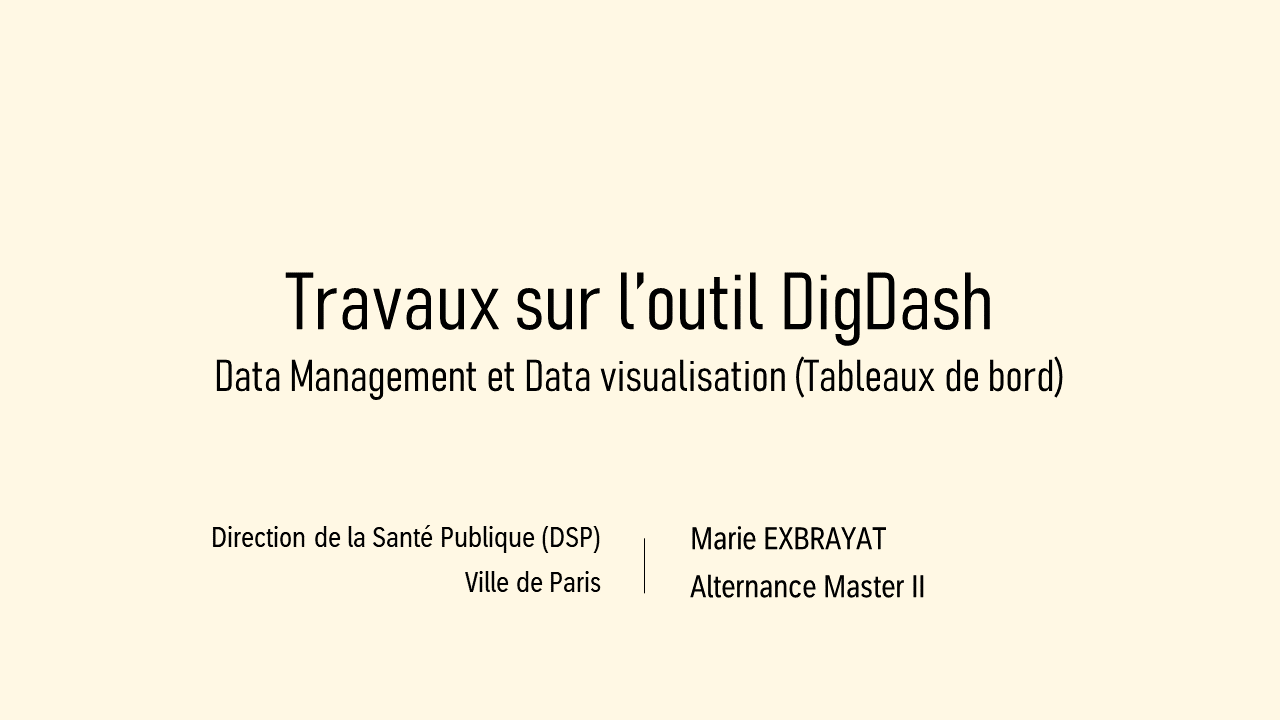 Travaux sur l’outil DigDash
Data Management et Data visualisation (Tableaux de bord)
Direction de la Santé Publique (DSP)
Ville de Paris
Marie EXBRAYAT
Alternance Master II